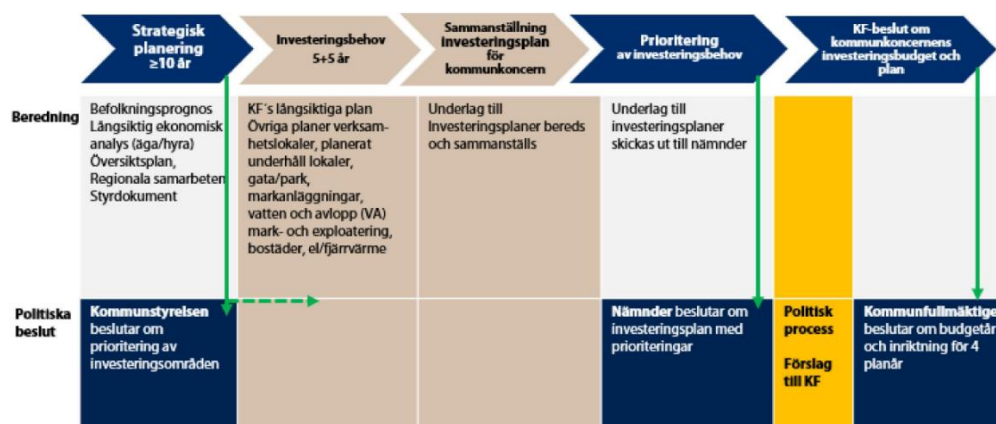 Strategisk
planering
≥10 år
Investeringsbehov
5+5 år
Sammanställning
investeringsplan
för
kommunkoncern
Prioritering
av investeringsbehov
KF-beslut om
kommunkoncernens
investeringsbudget och
plan
Beredning
Befolkningsprognos
Långsiktig ekonomisk
analys (äga/hyra)
Översiktsplan,
Regionala samarbeten
Styrdokument
KF´s långsiktiga plan
Övriga planer verksam-
hetslokaler, planerat
underhåll lokaler,
gata/park,
markanläggningar,
vatten och avlopp (VA)
mark- och exploatering,
bostäder, el/fjärrvärme
Underlag till
Investeringsplaner bereds
och sammanställs
Underlag till
investeringsplaner
skickas ut till nämnder
Politiska
beslut
Kommunstyrelsen
beslutar om
prioritering av
investeringsområden
Nämnder beslutar om
investeringsplan med
prioriteringar
Politisk
process
Förslag
till KF
Kommunfullmäktige
beslutar om budgetår
och inriktning för 4
planår